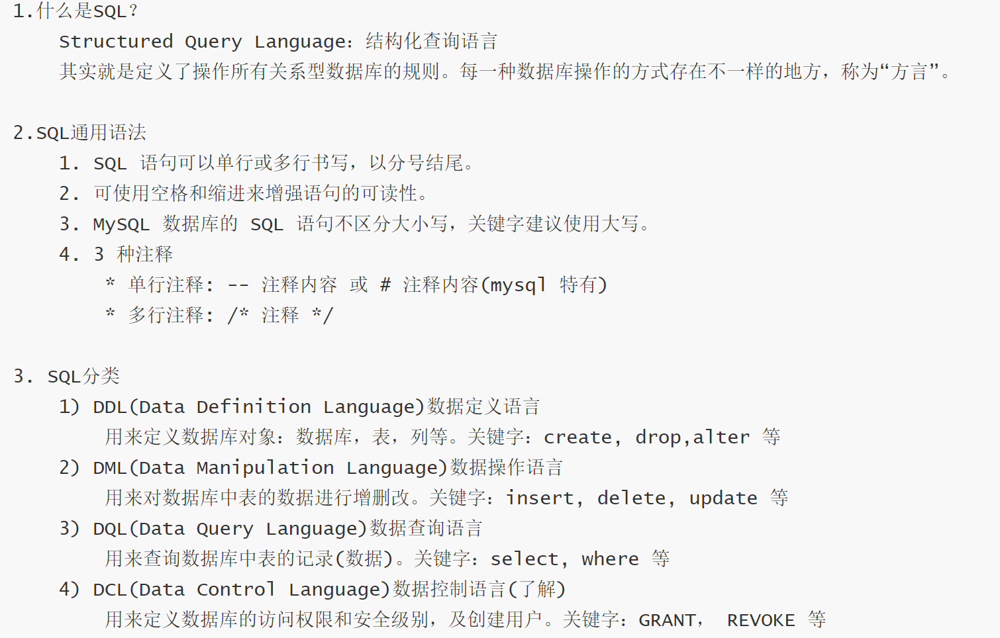 1.什么是SQL？
Structured Query Language：结构化查询语言
其实就是定义了操作所有关系型数据库的规则。每一种数据库操作的方式存在不一样的地方，称为“方言”。
2.SQL通用语法
1. SQL 语句可以单行或多行书写，以分号结尾。
2. 可使用空格和缩进来增强语句的可读性。
3. MySQL 数据库的 SQL 语句不区分大小写，关键字建议使用大写。
4. 3 种注释
* 单行注释: -- 注释内容 或 # 注释内容(mysql 特有)
* 多行注释: /* 注释 */
3. SQL分类
1) DDL(Data Definition Language)数据定义语言
用来定义数据库对象：数据库，表，列等。关键字：create, drop,alter 等
2) DML(Data Manipulation Language)数据操作语言
用来对数据库中表的数据进行增删改。关键字：insert, delete, update 等
3) DQL(Data Query Language)数据查询语言
用来查询数据库中表的记录(数据)。关键字：select, where 等
4) DCL(Data Control Language)数据控制语言(了解)
用来定义数据库的访问权限和安全级别，及创建用户。关键字：GRANT， REVOKE 等